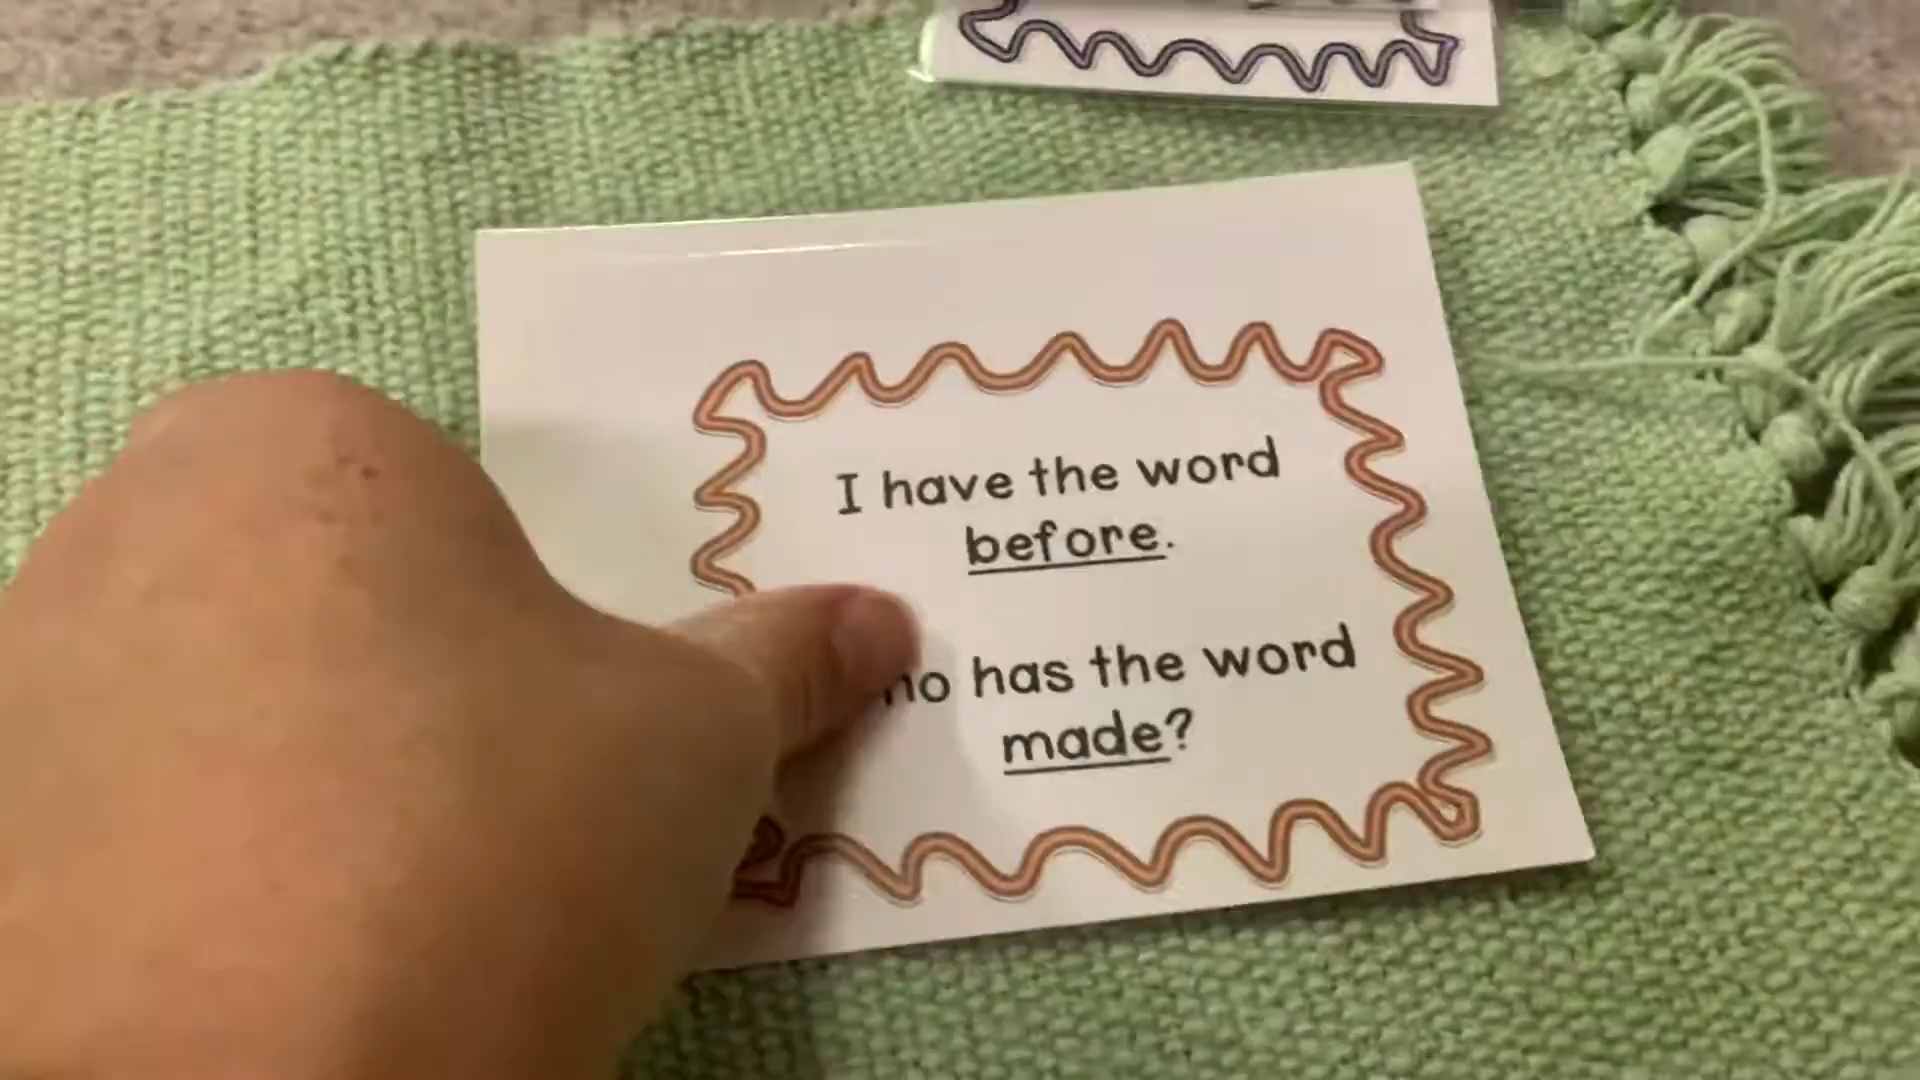 I have the word
before.
has the word
made?